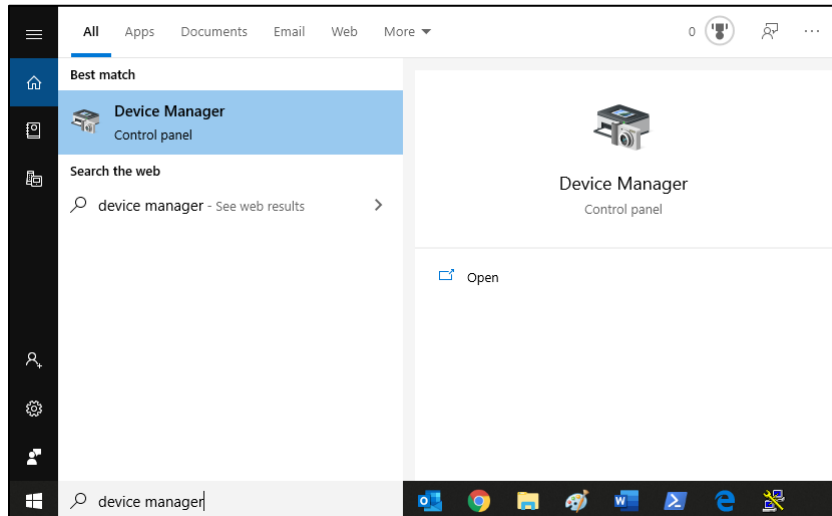 All Apps Documents Email Web More 0 ...
Best match
Device Manager
Control panel
Search the web
device manager - See web results
Device Manager
Control panel
Open
device manager